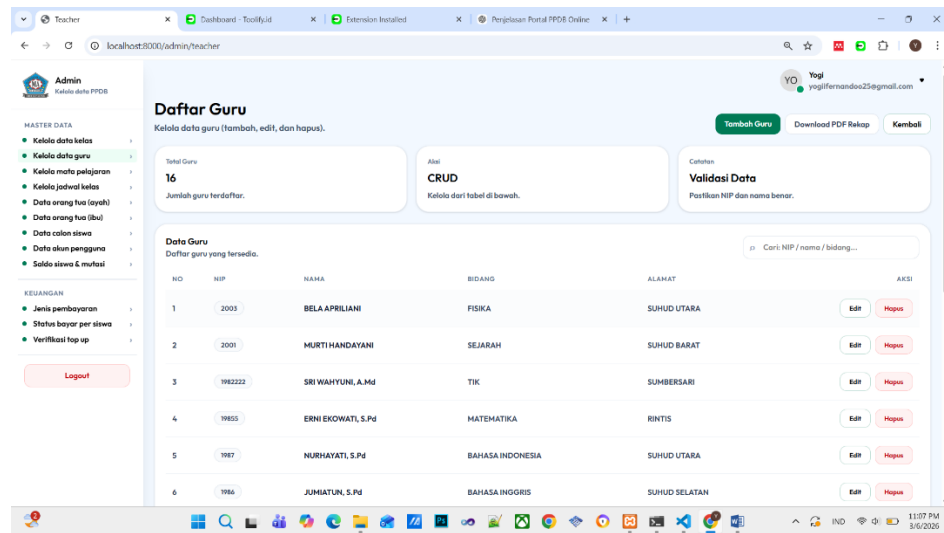 Teacher
Dashboard - Toolify.id
Extension Installed
Penjelasan Portal PPDB Online
localhost:8000/admin/teacher
Admin
Kelola data PPDB
YO
Yogi
yogiifernandoo25@gmail.com
Daftar Guru
Kelola data guru (tambah, edit, dan hapus).
Tambah Guru
Download PDF Rekap
Kembali
MASTER DATA
Kelola data kelas
Kelola data guru
Kelola mata pelajaran
Kelola jadwal kelas
Data orang tua (ayah)
Data orang tua (ibu)
Data calon siswa
Data akun pengguna
Saldo siswa & mutasi
KEUANGAN
Jenis pembayaran
Status bayar per siswa
Verifikasi top up
Logout
Total Guru
16
Jumlah guru terdaftar.
Aksi
CRUD
Kelola dari tabel di bawah.
Catatan
Validasi Data
Pastikan NIP dan nama benar.
Data Guru
Daftar guru yang tersedia.
Cari: NIP / nama / bidang...
NO NIP NAMA BIDANG ALAMAT AKSI
1 2003 BELA APRILIANI FISIKA SUHUD UTARA Edit Hapus
2 2001 MURTI HANDAYANI SEJARAH SUHUD BARAT Edit Hapus
3 1982222 SRI WAHYUNI, A.Md TIK SUMBERSARI Edit Hapus
4 19855 ERNI EKOWATI, S.Pd MATEMATIKA RINTIS Edit Hapus
5 1987 NURHAYATI, S.Pd BAHASA INDONESIA SUHUD UTARA Edit Hapus
6 1986 JUMIATUN, S.Pd BAHASA INGGRIS SUHUD SELATAN Edit Hapus
IND
11:07 PM
3/6/2026